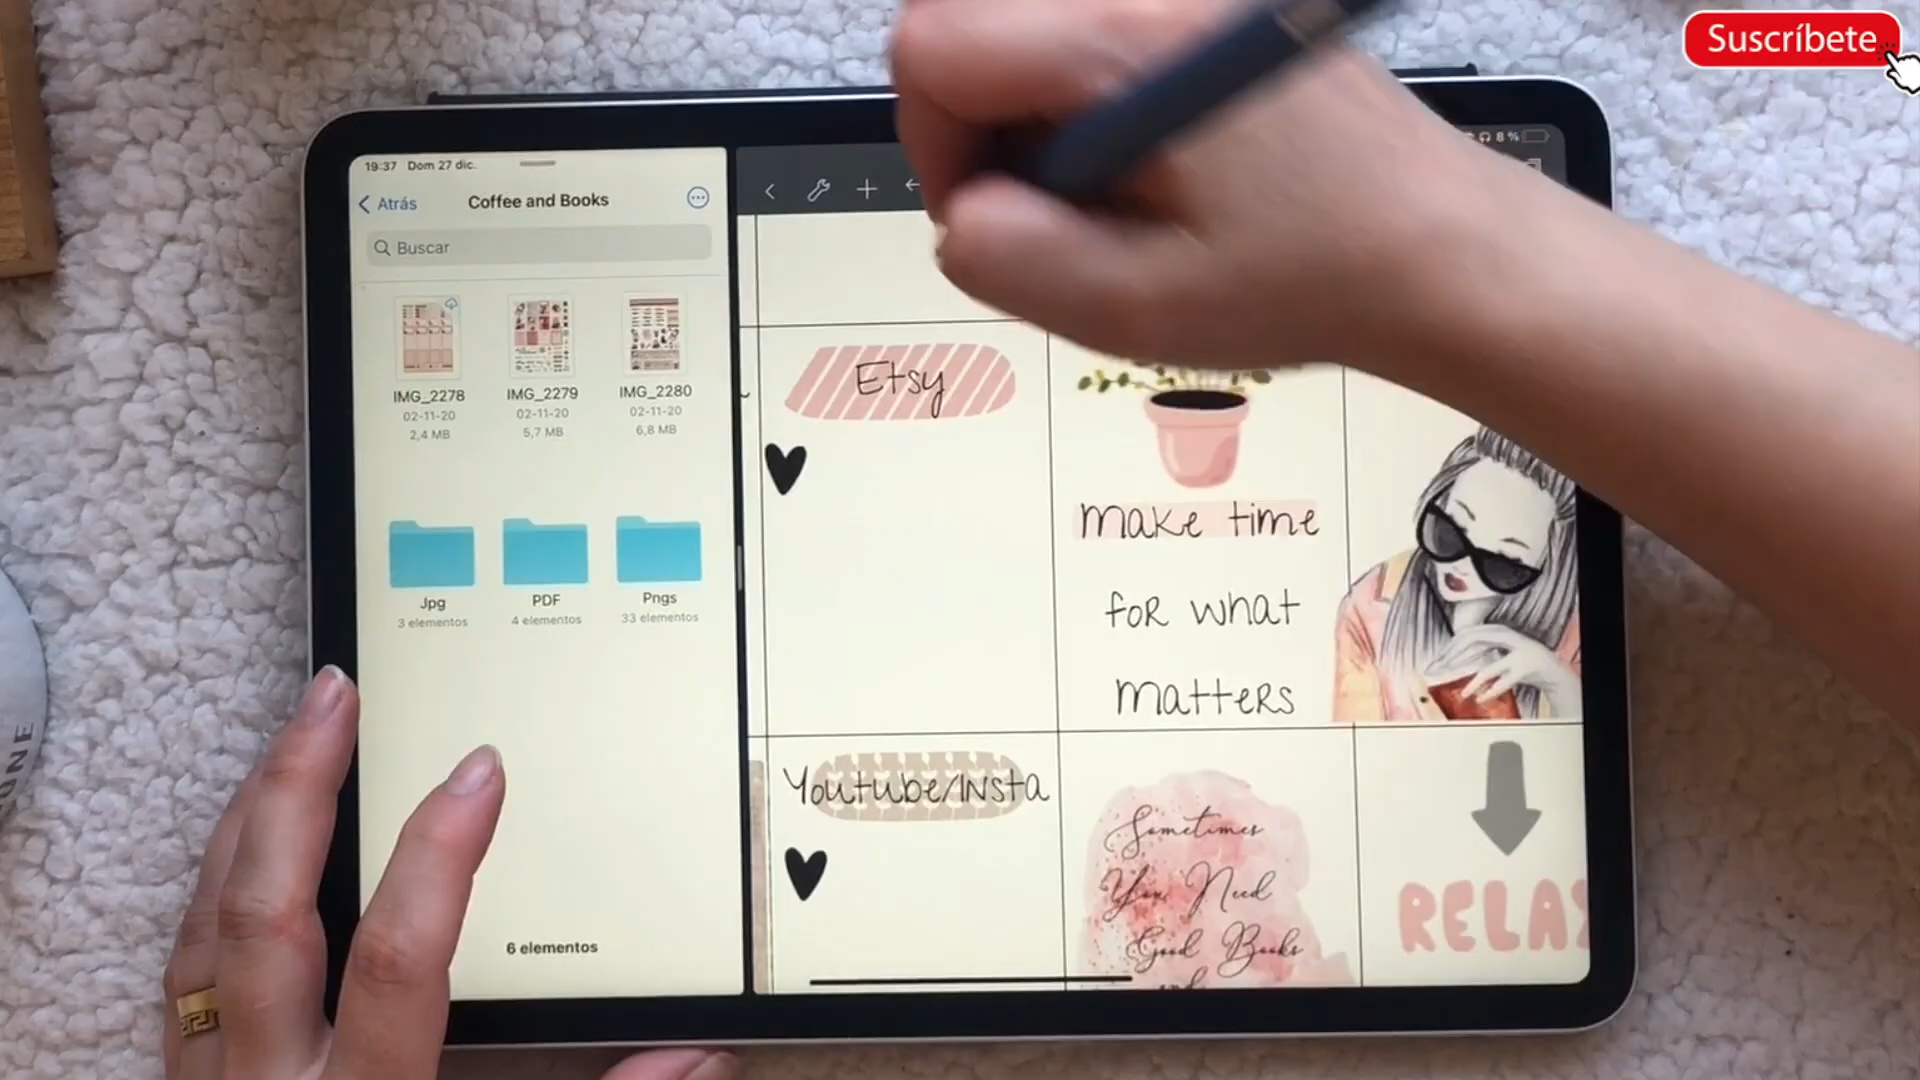 Suscríbete
19:37 Dom 27 dic.
8 %
Atrás
Coffee and Books
Buscar
IMG_2278
02-11-20
2,4 MB
IMG_2279
02-11-20
5,7 MB
IMG_2280
02-11-20
6,8 MB
Jpg
3 elementos
PDF
4 elementos
Pngs
33 elementos
6 elementos
Etsy
make time
for what
matters
Youtube/Insta
Sometimes
You Need
Good Books
RELAX